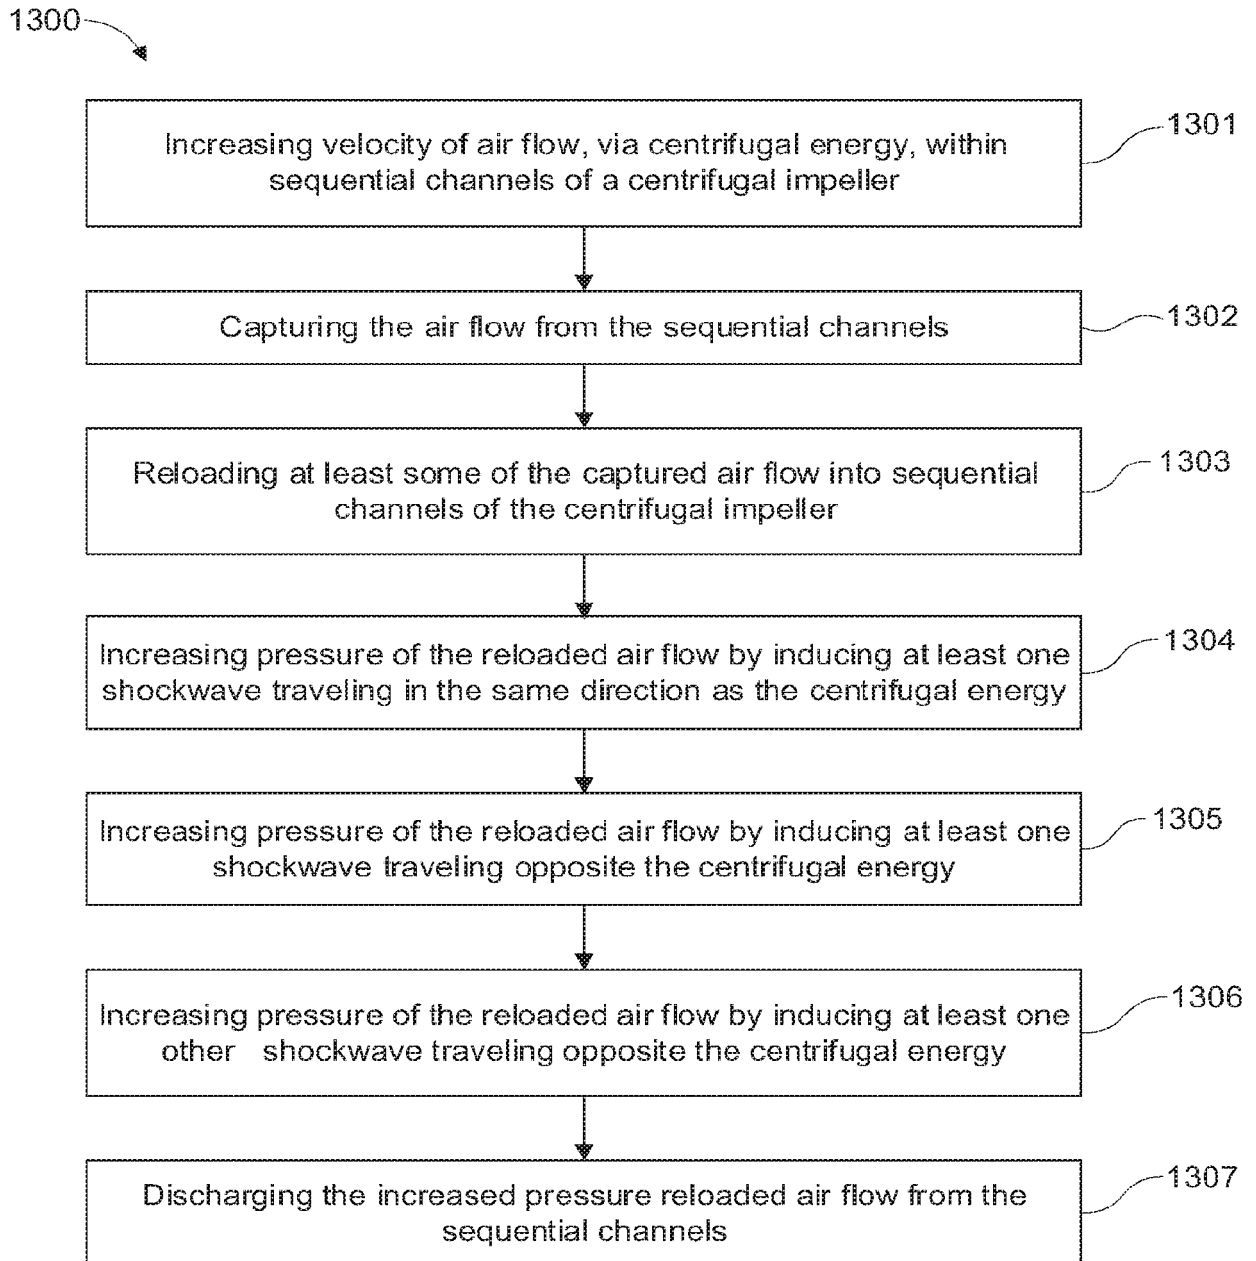 1300
Increasing velocity of air flow, via centrifugal energy, within
sequential channels of a centrifugal impeller
1301
Capturing the air flow from the sequential channels
1302
Reloading at least some of the captured air flow into sequential
channels of the centrifugal impeller
1303
Increasing pressure of the reloaded air flow by inducing at least one
shockwave traveling in the same direction as the centrifugal energy
1304
Increasing pressure of the reloaded air flow by inducing at least one
shockwave traveling opposite the centrifugal energy
1305
Increasing pressure of the reloaded air flow by inducing at least one
other shockwave traveling opposite the centrifugal energy
1306
Discharging the increased pressure reloaded air flow from the
sequential channels
1307